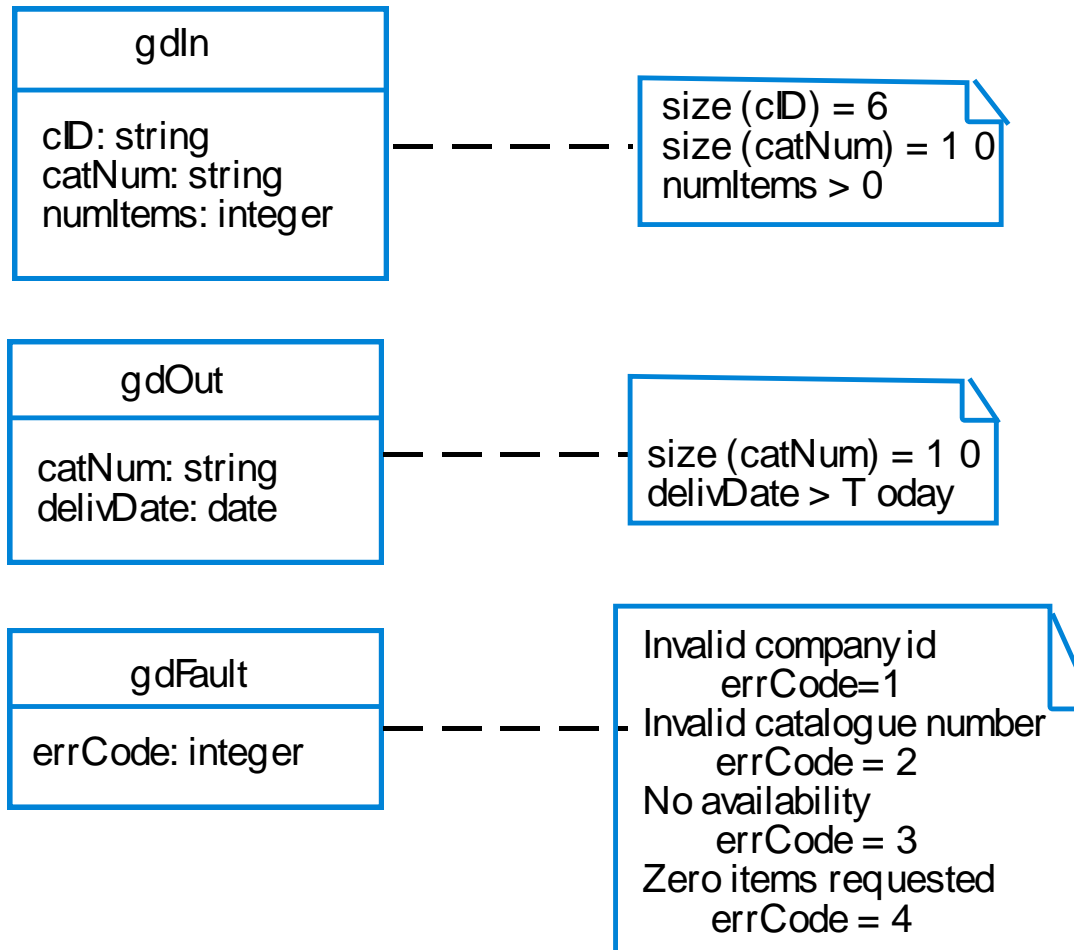 gdIn
cID: string
catNum: string
numItems: integer
size (cID) = 6
size (catNum) = 1 0
numItems > 0
gdOut
catNum: string
delivDate: date
size (catNum) = 1 0
delivDate > T oday
gdFault
errCode: integer
Invalid company id
errCode=1
Invalid catalogue number
errCode = 2
No availability
errCode = 3
Zero items requested
errCode = 4